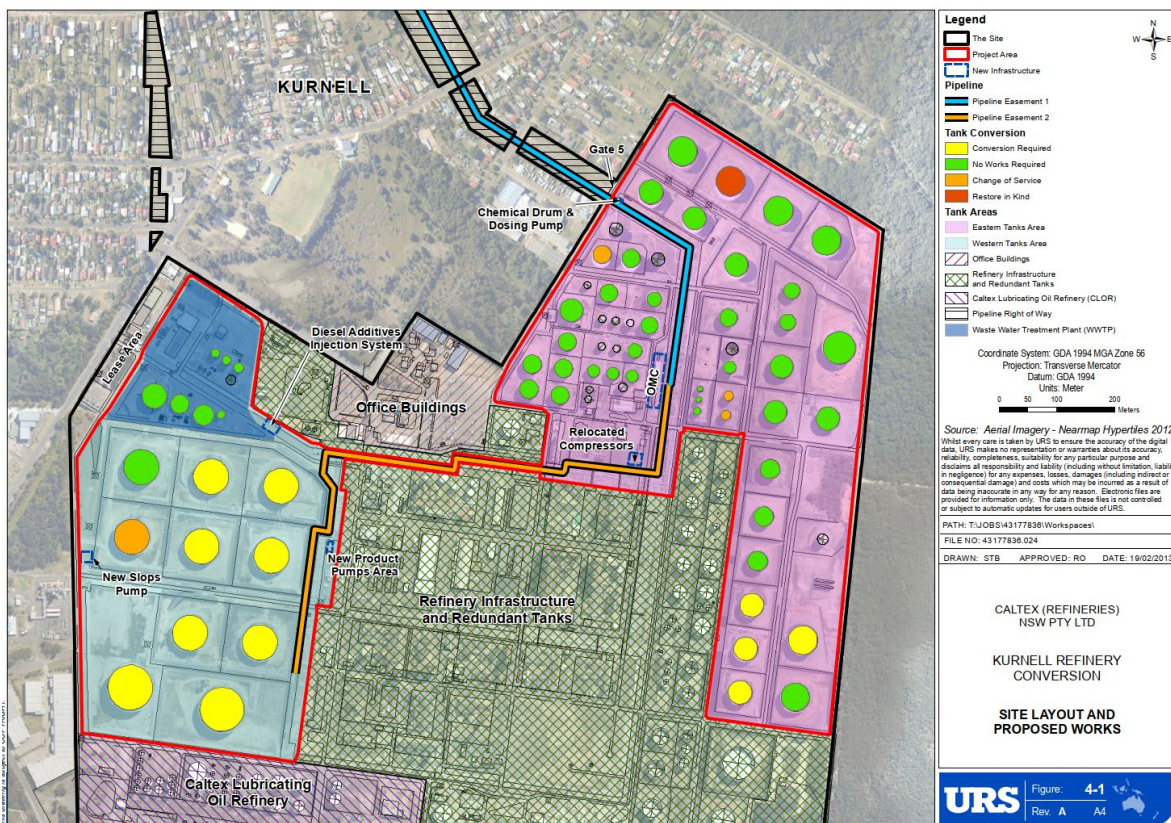 KURNELL
Gate 5
Chemical Drum &
Dosing Pump
Lease Area
Diesel Additives
Injection System
Office Buildings
OMC
Relocated
Compressors
New Slops
Pump
New Product
Pumps Area
Refinery Infrastructure
and Redundant Tanks
Caltex Lubricating
Oil Refinery
Legend
The Site
Project Area
New Infrastructure
Pipeline
Pipeline Easement 1
Pipeline Easement 2
Tank Conversion
Conversion Required
No Works Required
Change of Service
Restore in Kind
Tank Areas
Eastern Tanks Area
Western Tanks Area
Office Buildings
Refinery Infrastructure
and Redundant Tanks
Caltex Lubricating Oil Refinery (CLOR)
Pipeline Right of Way
Waste Water Treatment Plant (WWTP)
N
W E
S
Coordinate System: GDA 1994 MGA Zone 56
Projection: Transverse Mercator
Datum: GDA 1994
Units: Meter
0 50 100 200
Meters
Source: Aerial Imagery - Nearmap Hypertiles 2012
Whilst every care is taken by URS to ensure the accuracy of the digital
data, URS makes no representation or warranties about its accuracy,
reliability, completeness, suitability for any particular purpose and
disclaims all responsibility and liability (including without limitation, liabili
in negligence) for any expenses, losses, damages (including indirect or
consequential damage) and costs which may be incurred as a result of
data being inaccurate in any way for any reason. Electronic files are
provided for information only. The data in these files is not controlled
or subject to automatic updates for users outside of URS.
PATH: T:\JOBS\43177836\Workspaces\
FILE NO: 43177836.024
DRAWN: STB APPROVED: RO DATE: 19/02/2013
CALTEX (REFINERIES)
NSW PTY LTD
KURNELL REFINERY
CONVERSION
SITE LAYOUT AND
PROPOSED WORKS
URS
Figure: 4-1
Rev. A A4